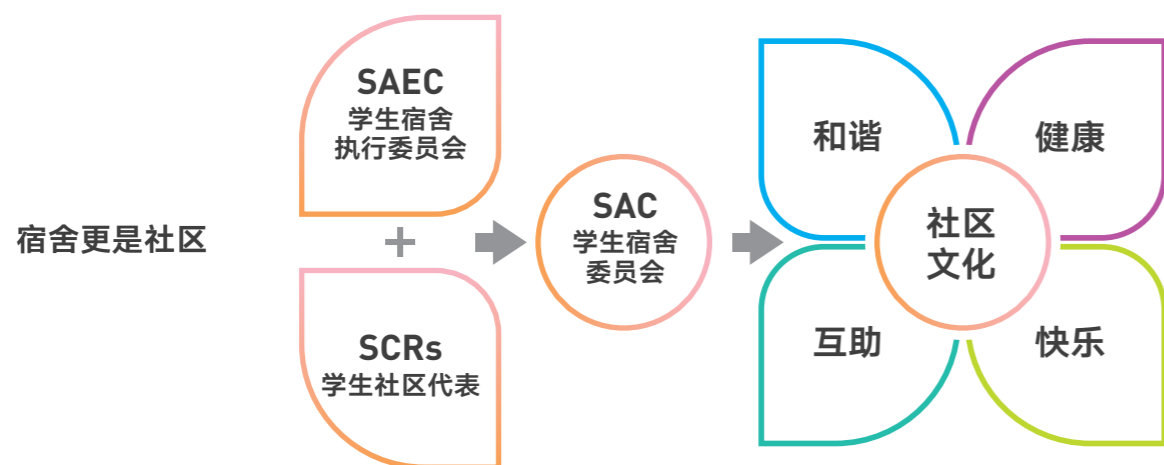 宿舍更是社区
SAEC
学生宿舍
执行委员会
+
SCRs
学生社区代表
SAC
学生宿舍
委员会
和谐
健康
社区
文化
互助
快乐